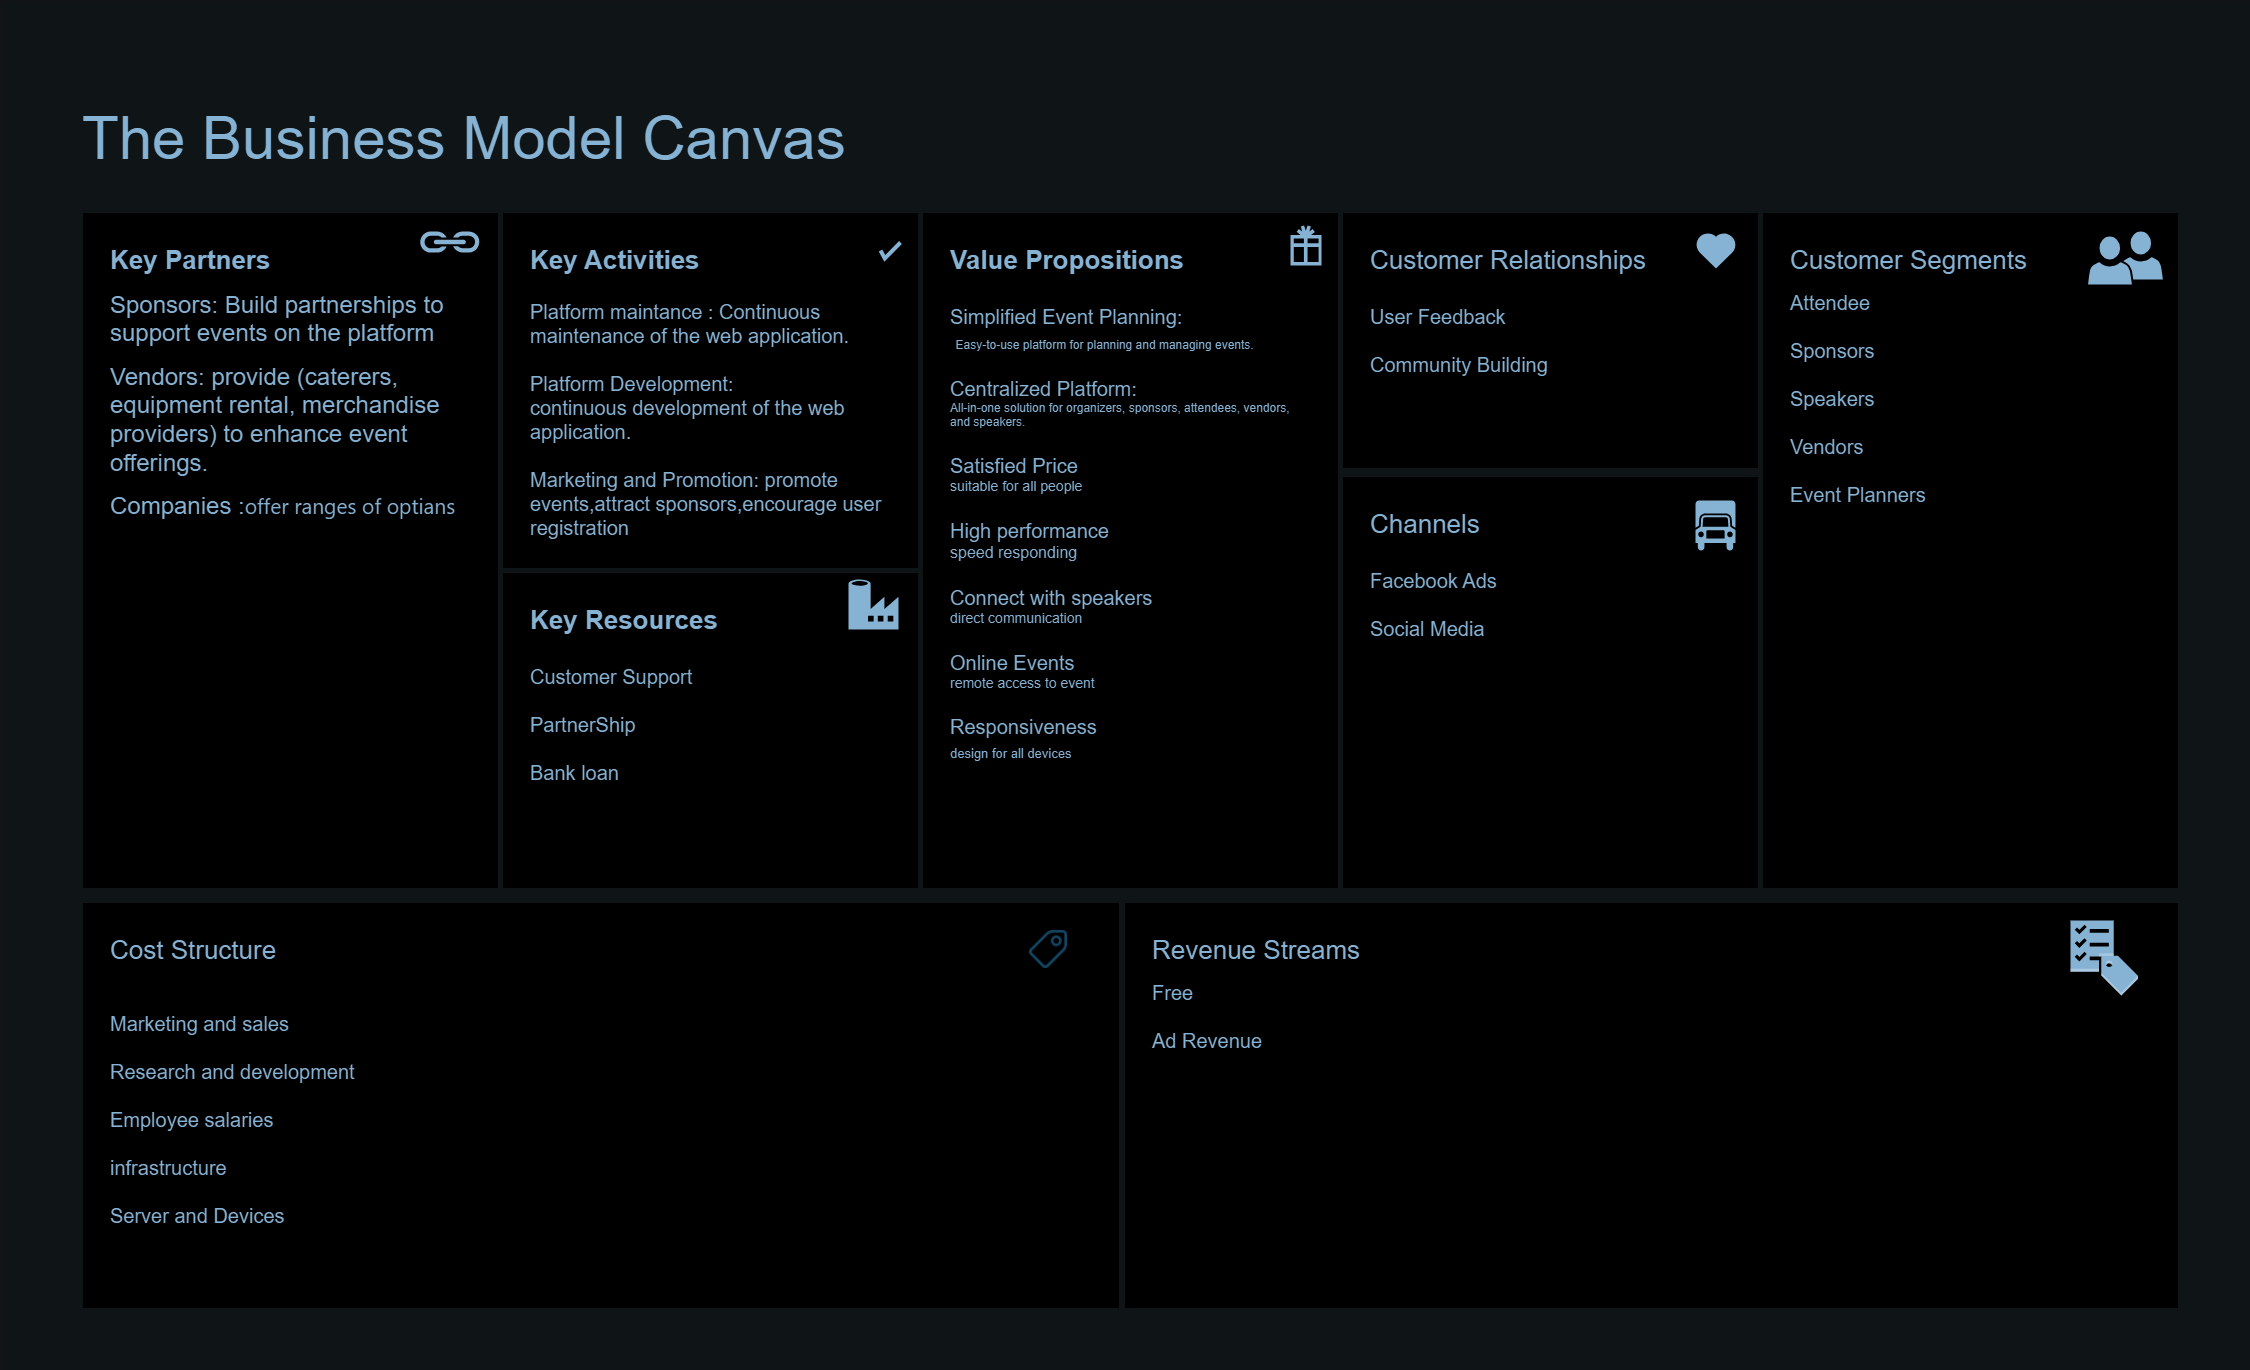 The Business Model Canvas
Key Partners
Sponsors: Build partnerships to
support events on the platform
Vendors: provide (caterers,
equipment rental, merchandise
providers) to enhance event
offerings.
Companies :offer ranges of optians
Key Activities
Platform maintance : Continuous
maintenance of the web application.
Platform Development:
continuous development of the web
application.
Marketing and Promotion: promote
events,attract sponsors,encourage user
registration
Key Resources
Customer Support
PartnerShip
Bank loan
Value Propositions
Simplified Event Planning:
Easy-to-use platform for planning and managing events.
Centralized Platform:
All-in-one solution for organizers, sponsors, attendees, vendors,
and speakers.
Satisfied Price
suitable for all people
High performance
speed responding
Connect with speakers
direct communication
Online Events
remote access to event
Responsiveness
design for all devices
Customer Relationships
User Feedback
Community Building
Channels
Facebook Ads
Social Media
Customer Segments
Attendee
Sponsors
Speakers
Vendors
Event Planners
Cost Structure
Marketing and sales
Research and development
Employee salaries
infrastructure
Server and Devices
Revenue Streams
Free
Ad Revenue